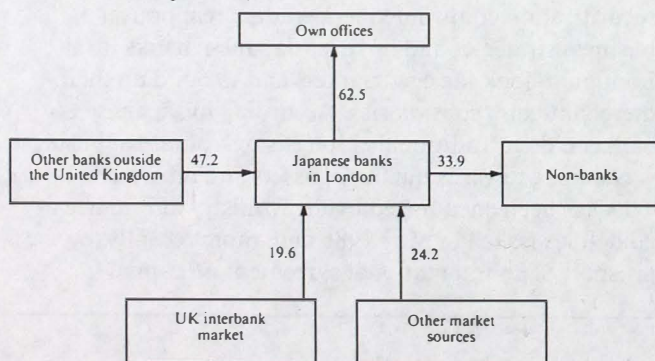 Own offices
62.5
Other banks outside
the United Kingdom
47.2
Japanese banks
in London
33.9
Non-banks
19.6
24.2
UK interbank
market
Other market
sources